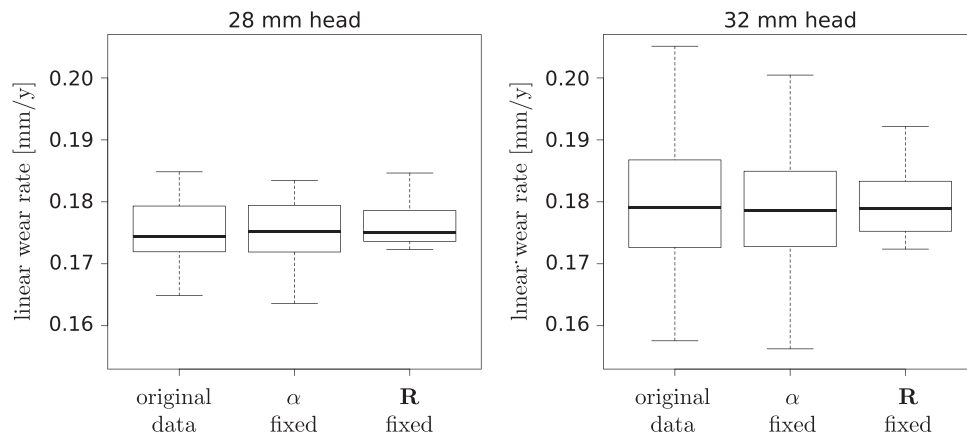 28 mm head
linear wear rate [mm/y]
0.20
0.19
0.18
0.17
0.16
original data
α fixed
R fixed
32 mm head
linear wear rate [mm/y]
0.20
0.19
0.18
0.17
0.16
original data
α fixed
R fixed